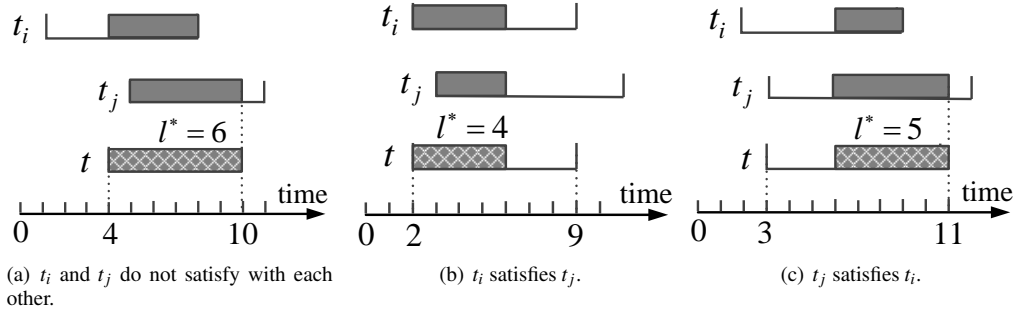 t_i
t_j
l* = 6
t
time
0 4 10
(a) t_i and t_j do not satisfy with each
other.
t_i
t_j
l* = 4
t
time
0 2 9
(b) t_i satisfies t_j.
t_i
t_j
l* = 5
t
time
0 3 11
(c) t_j satisfies t_i.